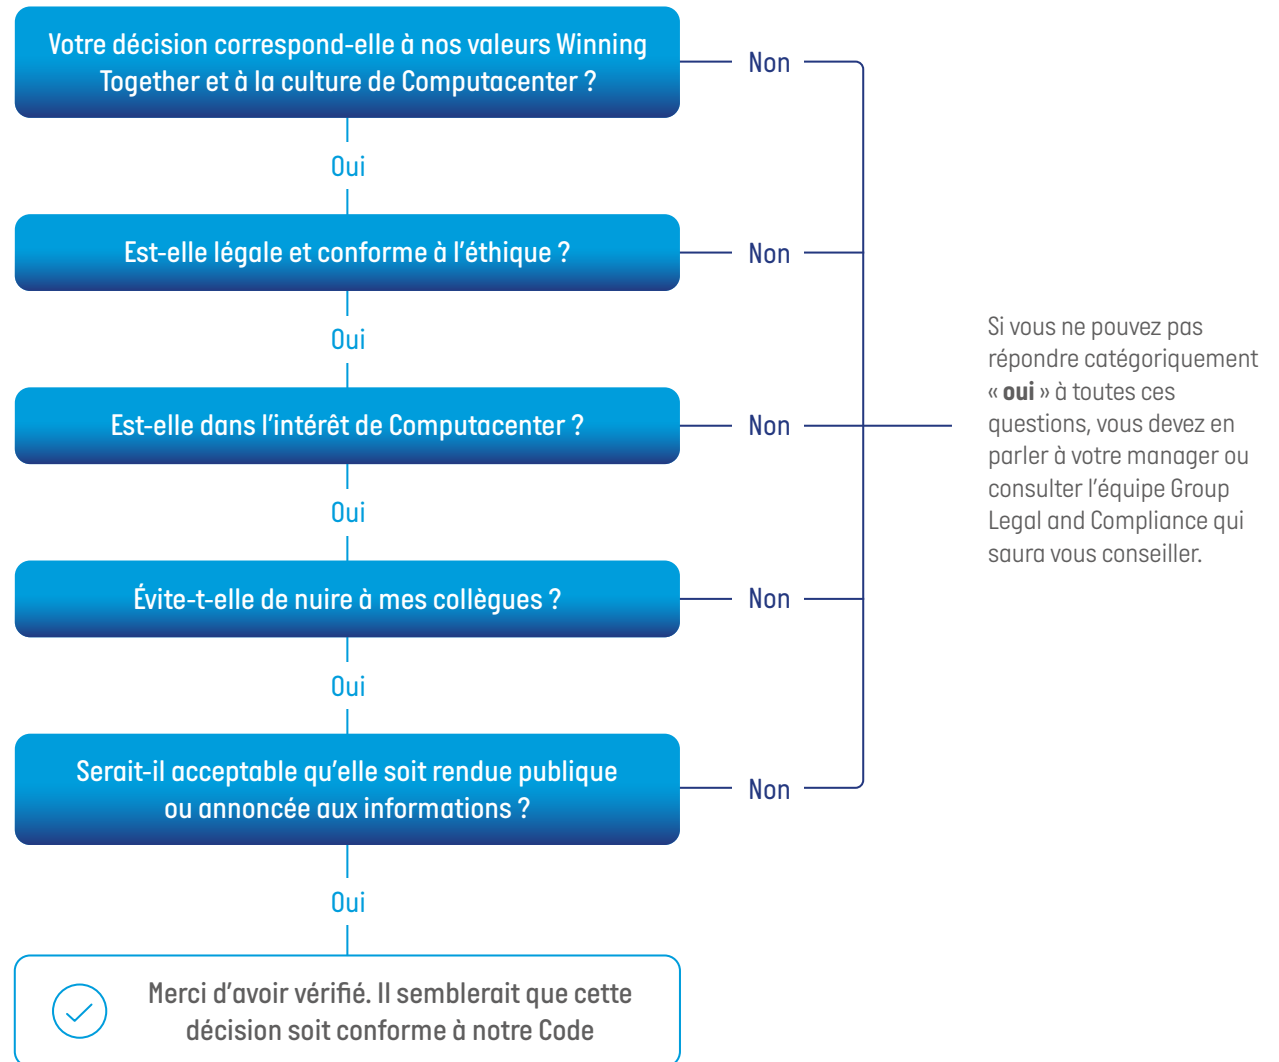 Votre décision correspond-elle à nos valeurs Winning
Together et à la culture de Computacenter ?
Non
Oui
Est-elle légale et conforme à l'éthique ?
Non
Oui
Est-elle dans l'intérêt de Computacenter ?
Non
Oui
Évite-t-elle de nuire à mes collègues ?
Non
Oui
Serait-il acceptable qu'elle soit rendue publique
ou annoncée aux informations ?
Non
Oui
Merci d'avoir vérifié. Il semblerait que cette
décision soit conforme à notre Code
Si vous ne pouvez pas
répondre catégoriquement
« oui » à toutes ces
questions, vous devez en
parler à votre manager ou
consulter l'équipe Group
Legal and Compliance qui
saura vous conseiller.